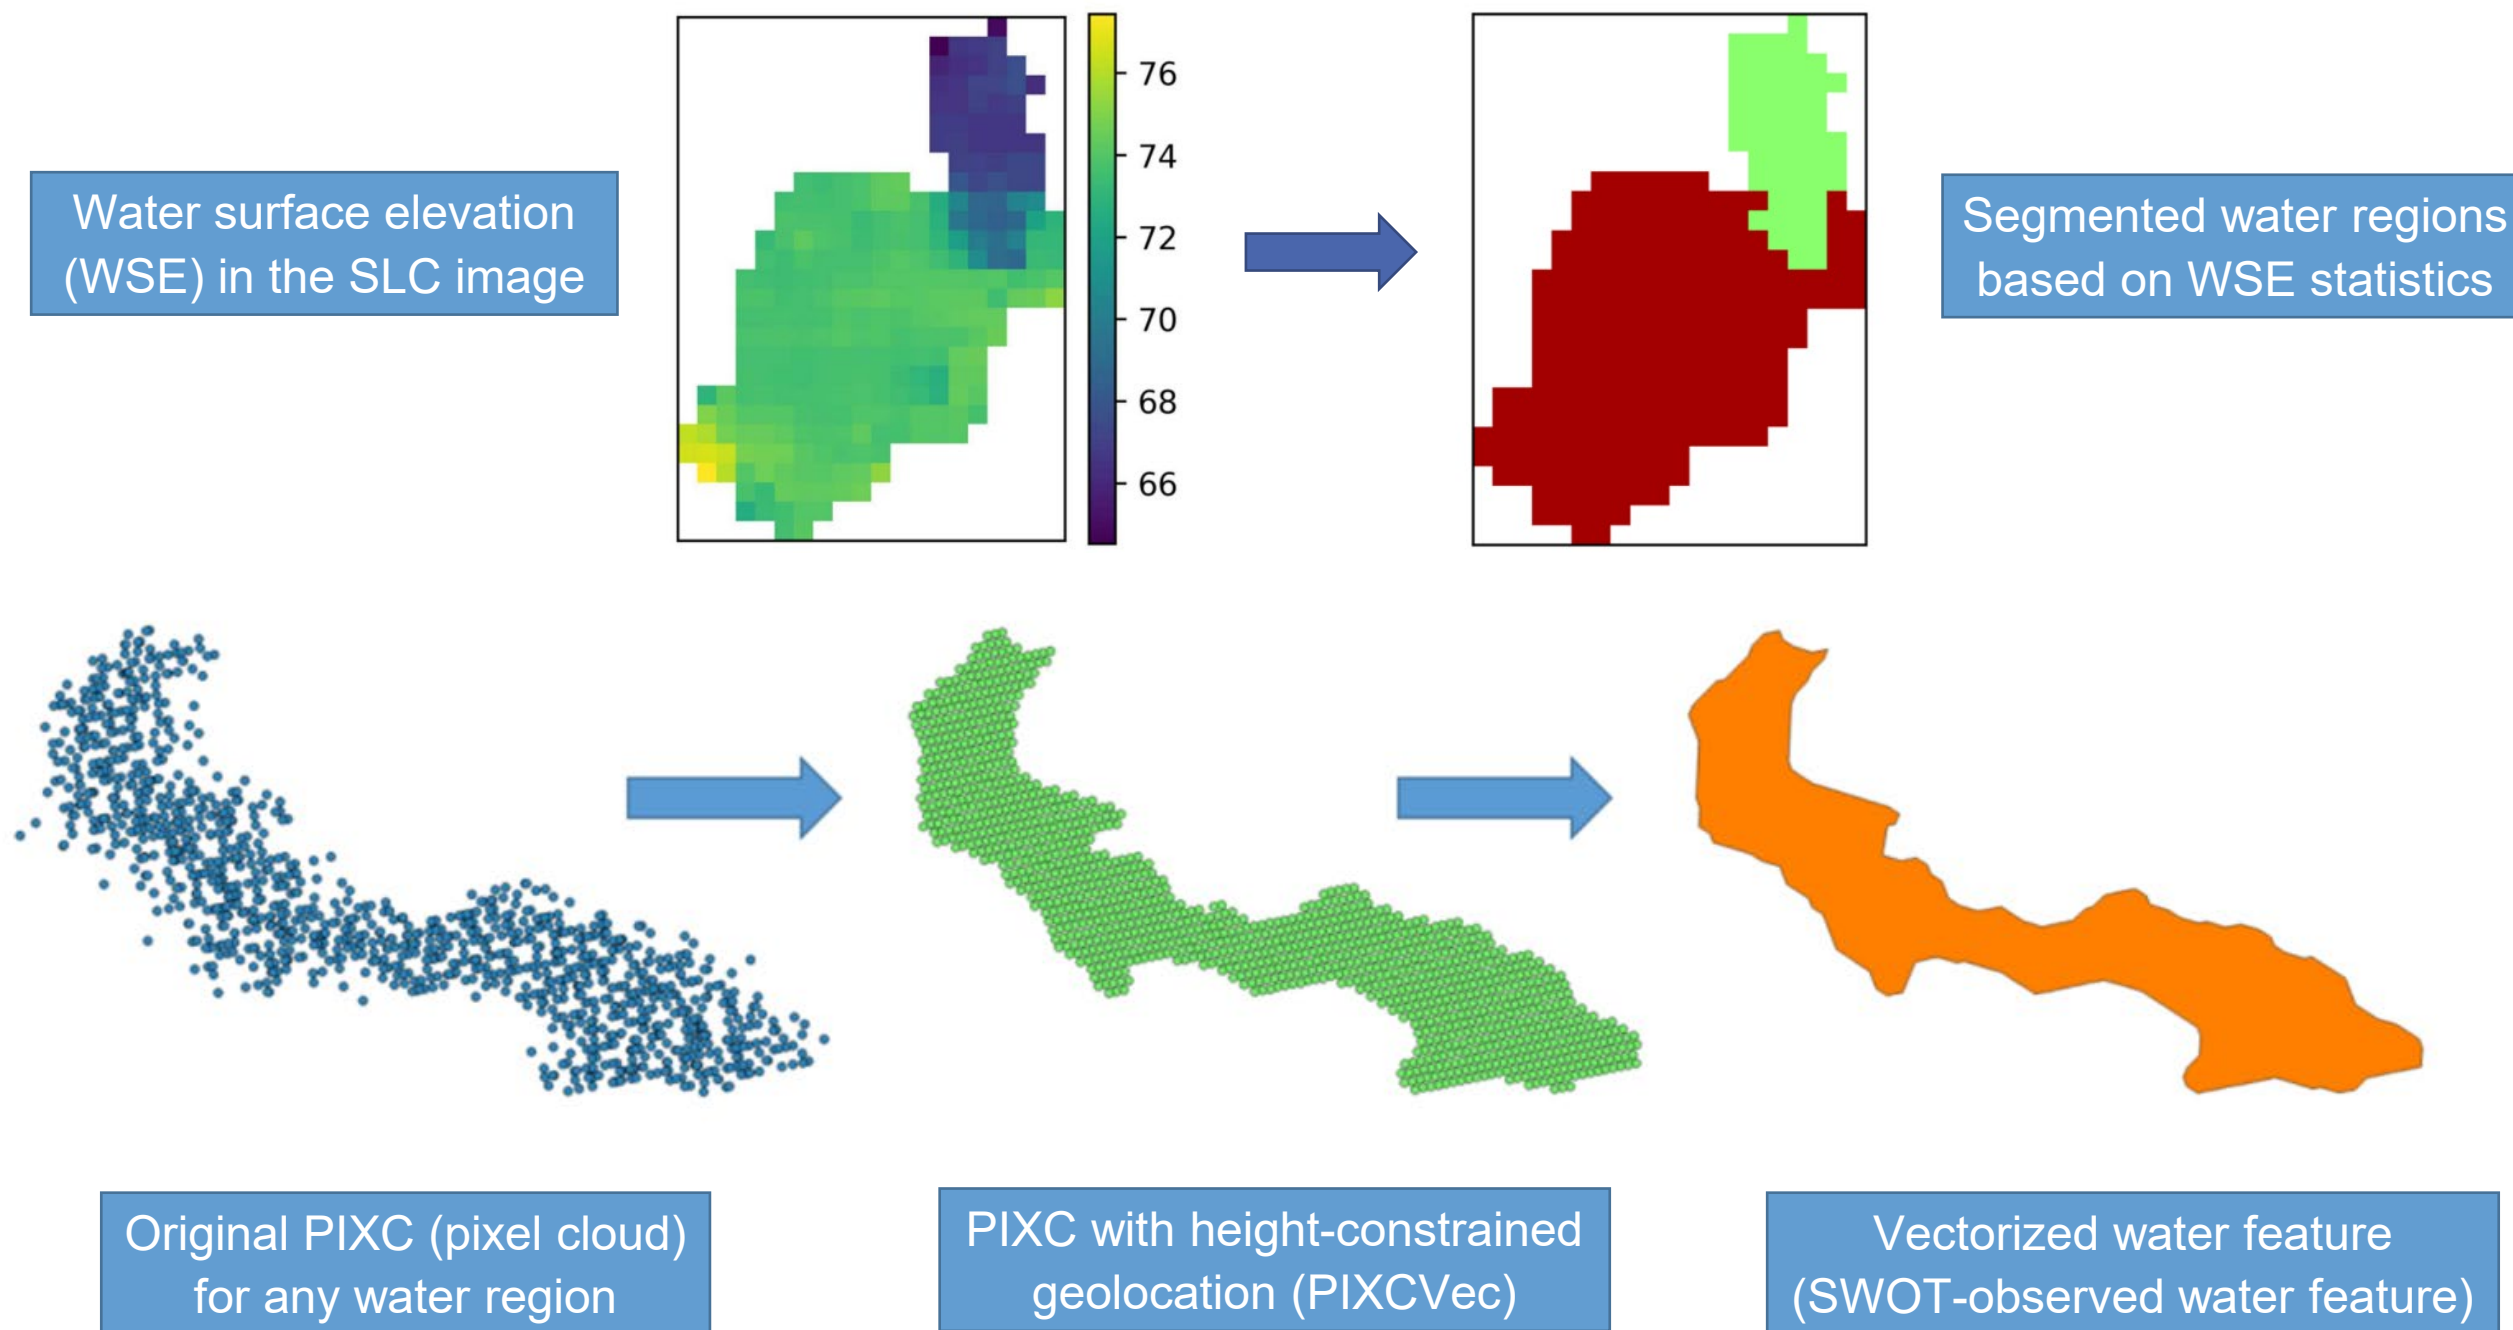 Water surface elevation
(WSE) in the SLC image
76
74
72
70
68
66
Segmented water regions
based on WSE statistics
Original PIXC (pixel cloud)
for any water region
PIXC with height-constrained
geolocation (PIXCVec)
Vectorized water feature
(SWOT-observed water feature)